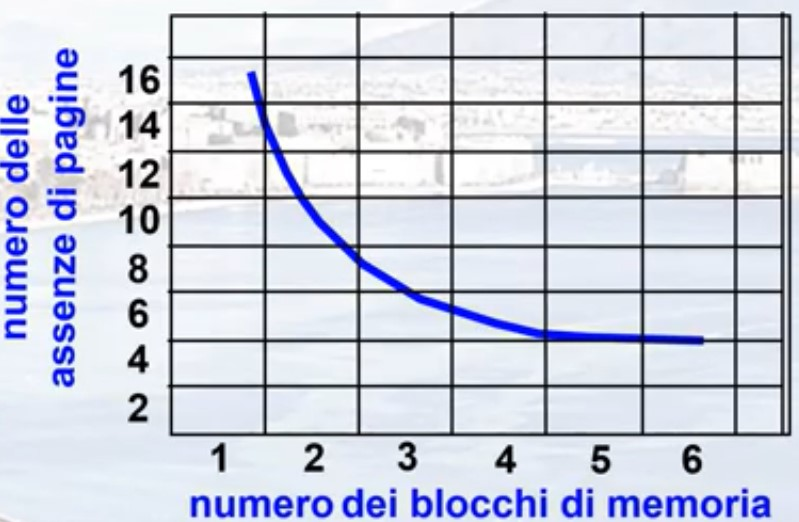 numero delle
assenze di pagine
16
14
12
10
8
6
4
2
1 2 3 4 5 6
numero dei blocchi di memoria